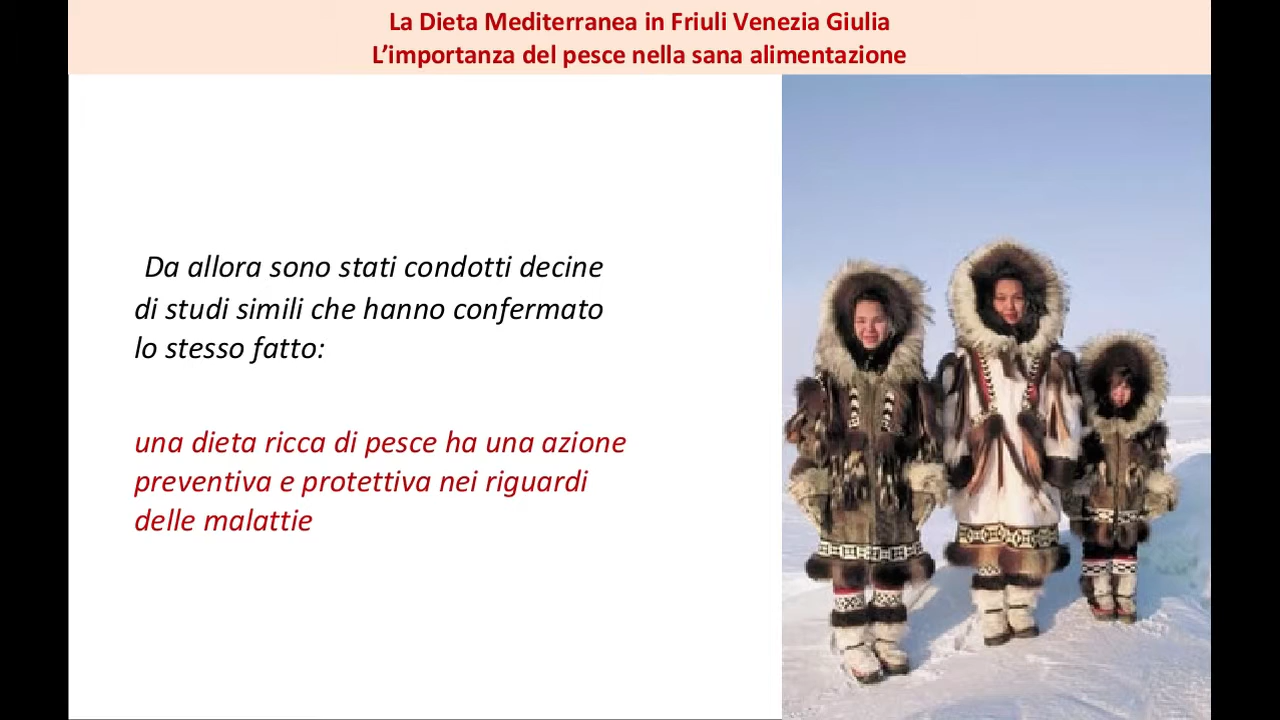 La Dieta Mediterranea in Friuli Venezia Giulia
L’importanza del pesce nella sana alimentazione
Da allora sono stati condotti decine
di studi simili che hanno confermato
lo stesso fatto:
una dieta ricca di pesce ha una azione
preventiva e protettiva nei riguardi
delle malattie